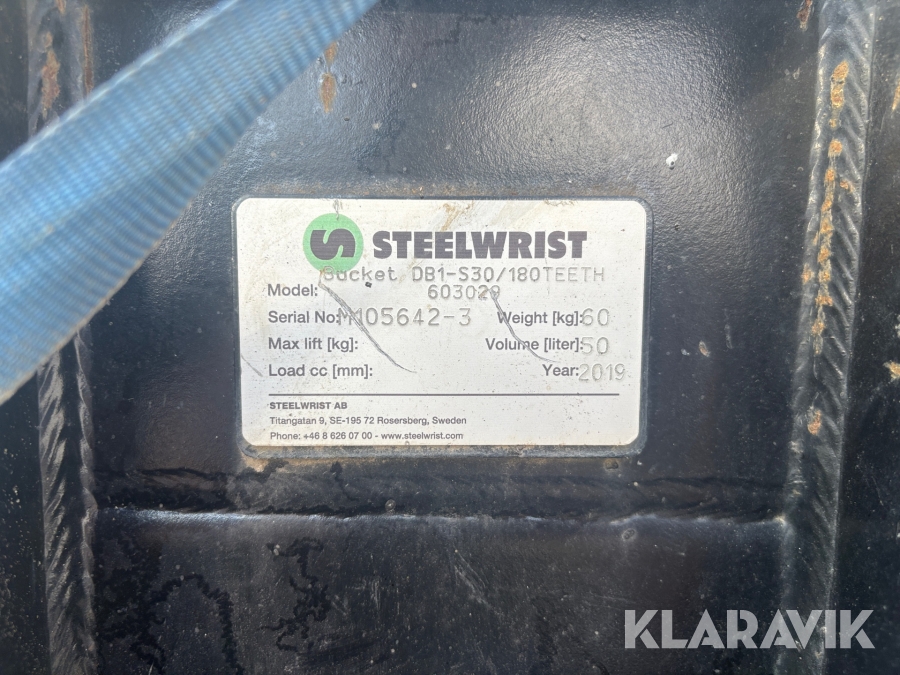 STEELWRIST
Bucket DB1-S30/180TEETH
Model: 603029
Serial No: M105642-3 Weight [kg]: 60
Max lift [kg]: Volume [liter]: 50
Load cc [mm]: Year: 2019
STEELWRIST AB
Titangatan 9, SE-195 72 Rosersberg, Sweden
Phone: +46 8 626 07 00 - www.steelwrist.com
KLARAVIK